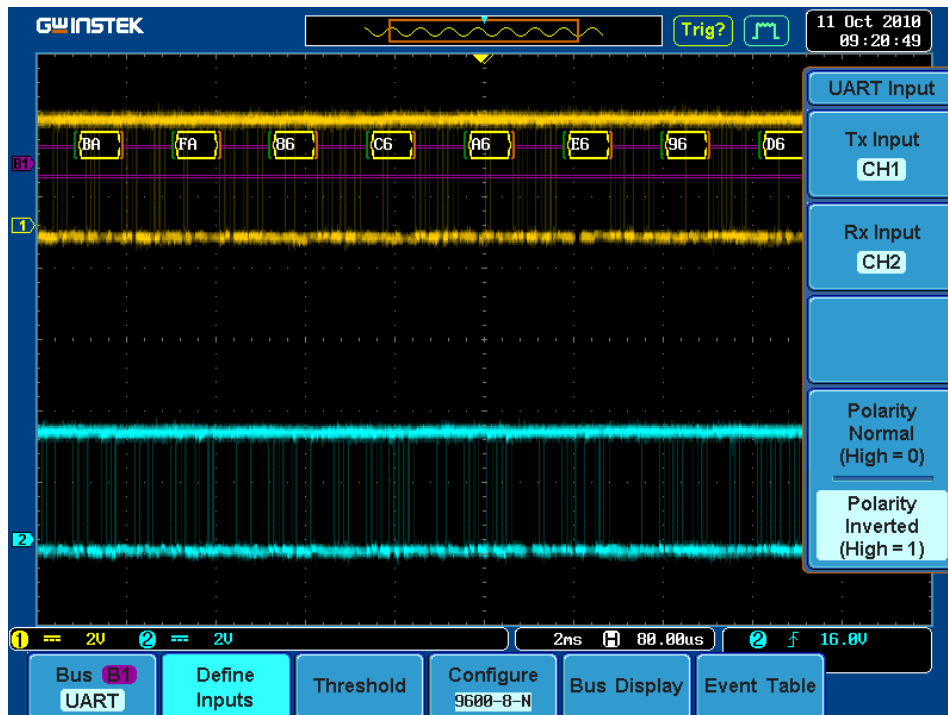 GWINSTEK
Trig?
11 Oct 2010
09:20:49
UART Input
BA FA 86 C6 A6 E6 96 D6
B1
1
Tx Input
CH1
Rx Input
CH2
Polarity
Normal
(High = 0)
Polarity
Inverted
(High = 1)
2
1 2V 2 2V 2ms H 80.00us 2 16.0V
Bus B1
UART
Define
Inputs
Threshold
Configure
9600-8-N
Bus Display
Event Table